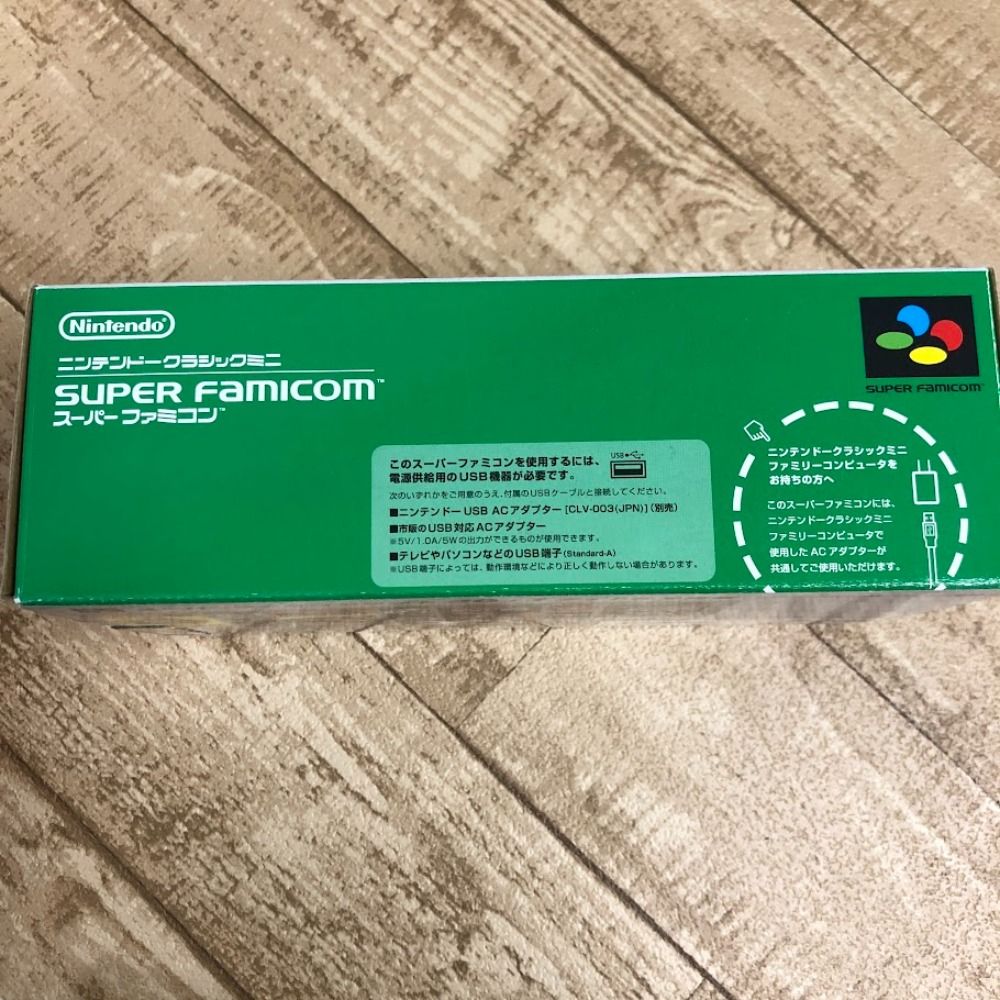 Nintendo®
ニンテンドークラシックミニ
SUPER FAMICOM™
スーパーファミコン™
このスーパーファミコンを使用するには、
電源供給用のUSB機器が必要です。
USB
次のいずれかをご用意のうえ、付属のUSBケーブルと接続してください。
■ニンテンドーUSB ACアダプター [CLV-003(JPN)] (別売)
■市販のUSB対応ACアダプター
※5V/1.0A/5Wの出力ができるものが使用できます。
■テレビやパソコンなどのUSB端子(Standard-A)
※USB端子によっては、動作環境などにより正しく動作しない場合があります。
SUPER FAMICOM™
ニンテンドークラシックミニ
ファミリーコンピュータを
お持ちの方へ
このスーパーファミコンには、
ニンテンドークラシックミニ
ファミリーコンピュータで
使用したACアダプターが
共通してご使用いただけます。